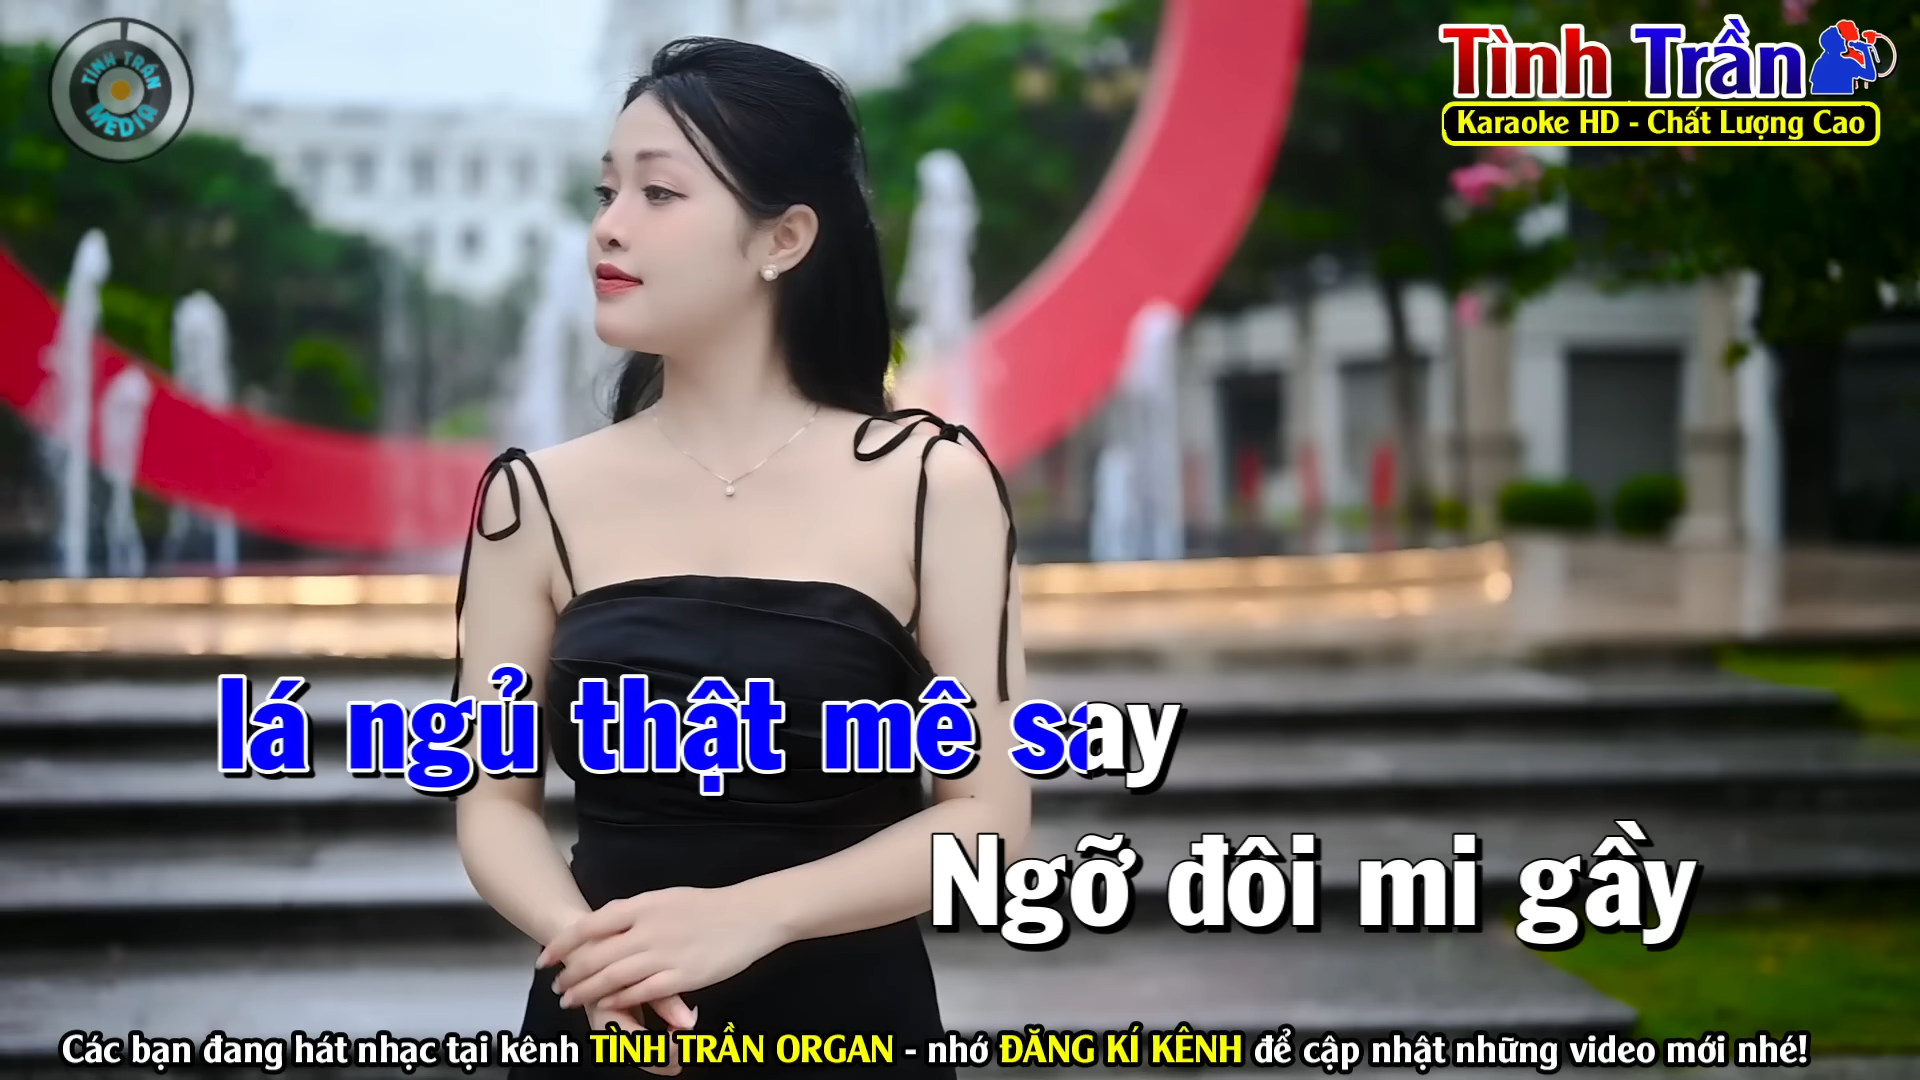 TÌNH TRẦN
MEDIA
Tình Trần
Karaoke HD - Chất Lượng Cao
lá ngủ thật mê say
Ngỡ đôi mi gầy
Các bạn đang hát nhạc tại kênh TÌNH TRẦN ORGAN - nhớ ĐĂNG KÍ KÊNH để cập nhật những video mới nhé!